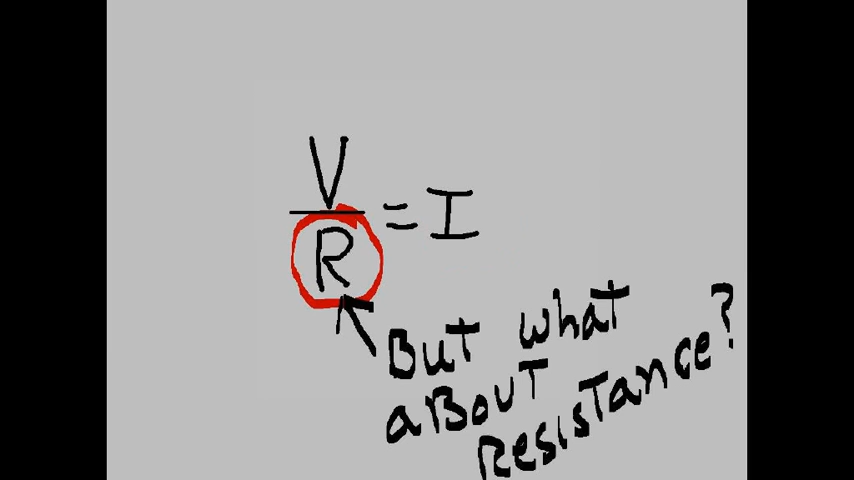 V
R
= I
But what
aBouT
ResisTance?